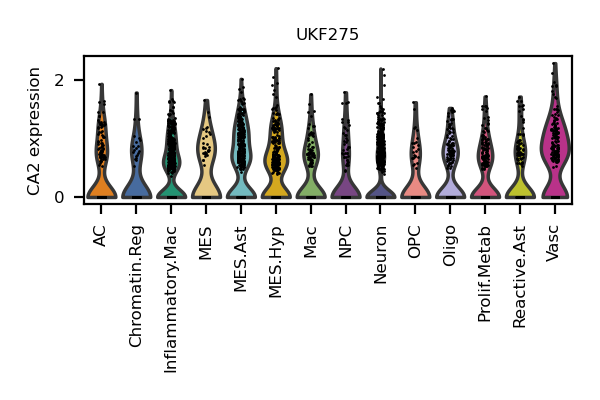 UKF275
CA2 expression
2
0
AC
Chromatin.Reg
Inflammatory.Mac
MES
MES.Ast
MES.Hyp
Mac
NPC
Neuron
OPC
Oligo
Prolif.Metab
Reactive.Ast
Vasc